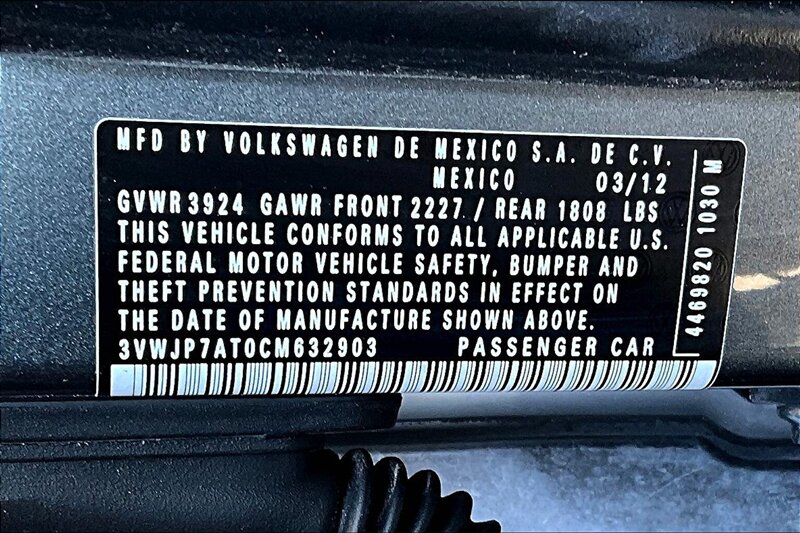 MFD BY VOLKSWAGEN DE MEXICO S.A. DE C.V.
MEXICO 03/12
GVWR 3924 GAWR FRONT 2227 / REAR 1808 LBS
THIS VEHICLE CONFORMS TO ALL APPLICABLE U.S.
FEDERAL MOTOR VEHICLE SAFETY, BUMPER AND
THEFT PREVENTION STANDARDS IN EFFECT ON
THE DATE OF MANUFACTURE SHOWN ABOVE.
3VWJP7AT0CM632903 PASSENGER CAR
4469820 1030 M